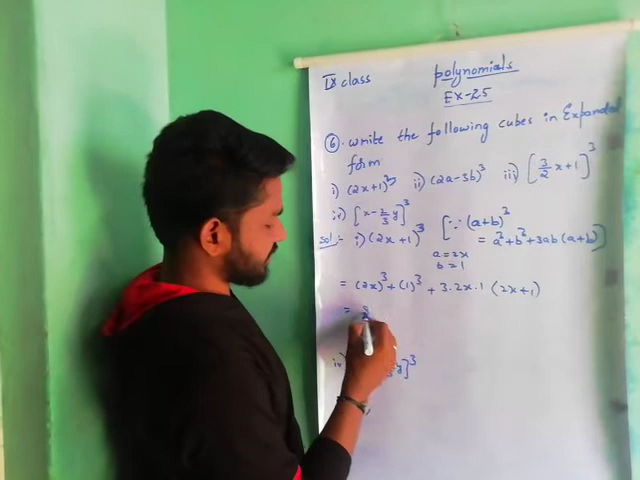 IX class polynomials
Ex-2.5
⑥. write the following cubes in Expanded
form
i) (2x+1)³ ii) (2a-3b)³ iii) [3/2 x+1]³
iv) [x-2/3 y]³
Sol:- i) (2x+1)³ [∵ (a+b)³
= a³+b³+3ab(a+b)]
a=2x
b=1
= (2x)³+(1)³ + 3.2x.1 (2x+1)
=
iv) y]³